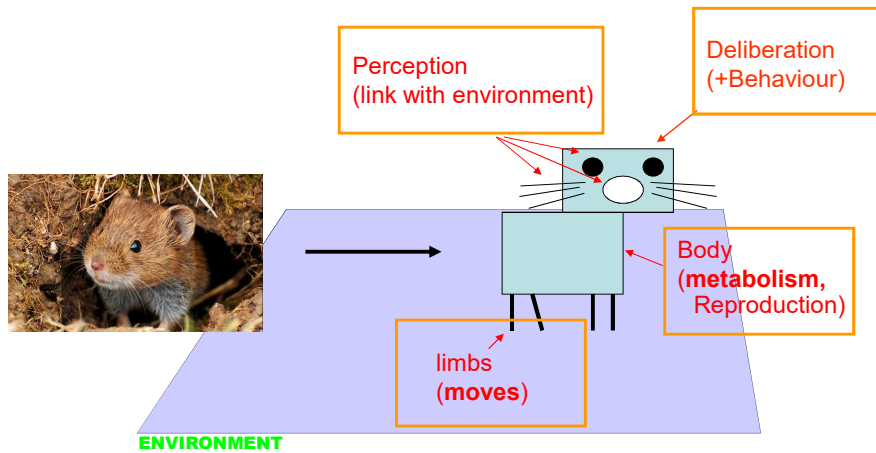 Perception
(link with environment)
Deliberation
(+Behaviour)
Body
(metabolism,
Reproduction)
limbs
(moves)
ENVIRONMENT